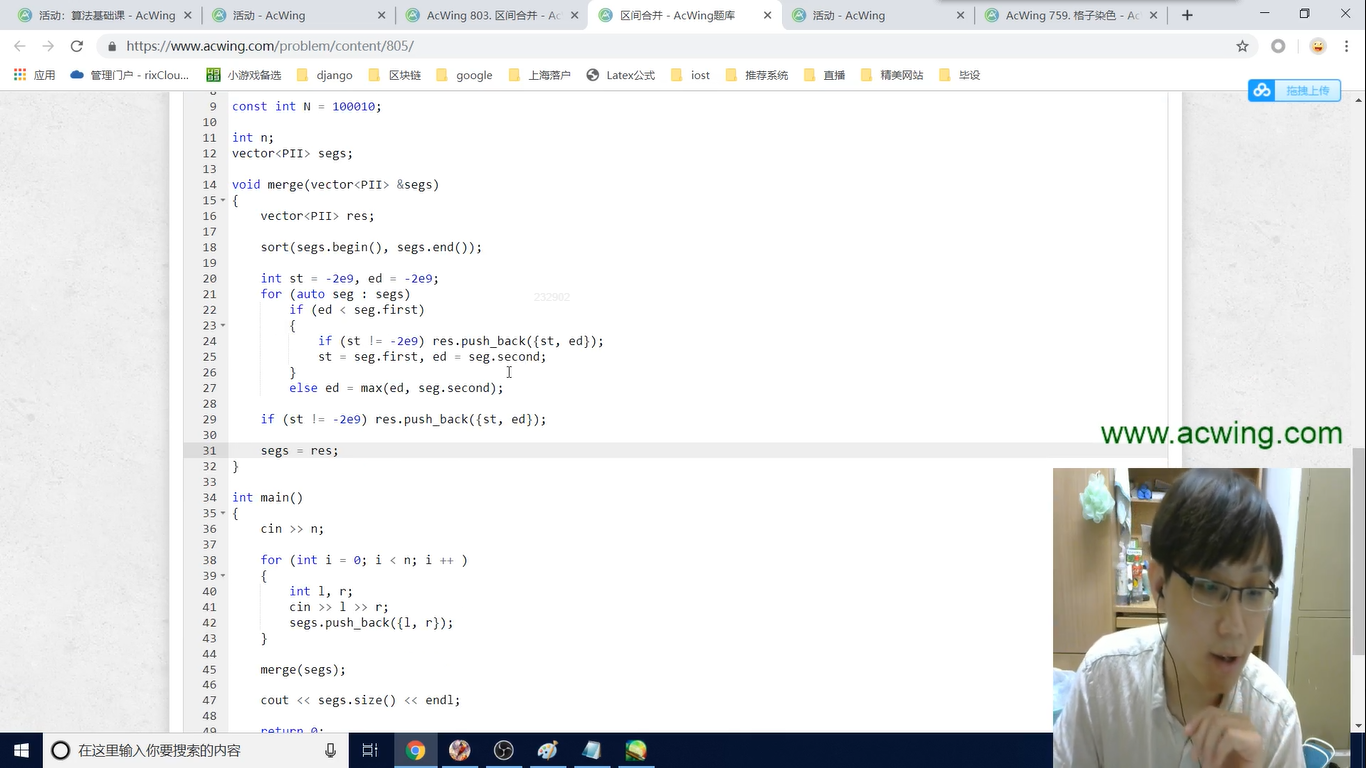 活动：算法基础课 - AcWing
活动 - AcWing
AcWing 803. 区间合并 - Ac
区间合并 - AcWing题库
活动 - AcWing
AcWing 759. 格子染色 - Ac
https://www.acwing.com/problem/content/805/
应用
管理门户 - rixClou...
小游戏备选
django
区块链
google
上海落户
Latex公式
iost
推荐系统
直播
精美网站
毕设
拖拽上传
8
9 const int N = 100010;
10
11 int n;
12 vector<PII> segs;
13
14 void merge(vector<PII> &segs)
15 {
16 vector<PII> res;
17
18 sort(segs.begin(), segs.end());
19
20 int st = -2e9, ed = -2e9;
21 for (auto seg : segs)
232902
22 if (ed < seg.first)
23 {
24 if (st != -2e9) res.push_back({st, ed});
25 st = seg.first, ed = seg.second;
26 }
27 else ed = max(ed, seg.second);
28
29 if (st != -2e9) res.push_back({st, ed});
30
31 segs = res;
32 }
33
34 int main()
35 {
36 cin >> n;
37
38 for (int i = 0; i < n; i ++ )
39 {
40 int l, r;
41 cin >> l >> r;
42 segs.push_back({l, r});
43 }
44
45 merge(segs);
46
47 cout << segs.size() << endl;
48
49 return 0;
www.acwing.com
在这里输入你要搜索的内容